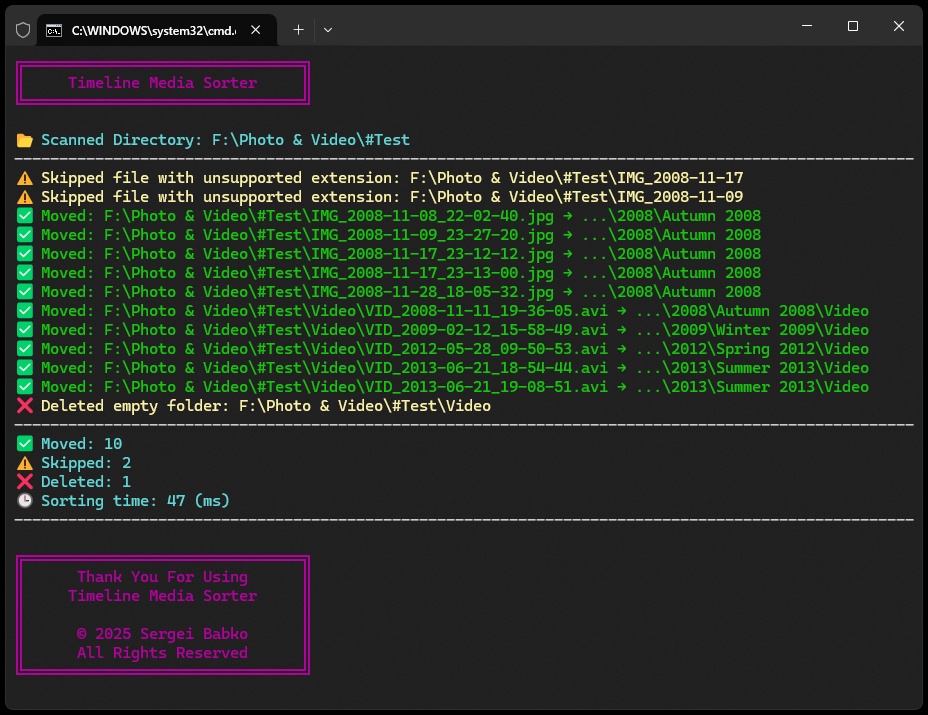 C:\WINDOWS\system32\cmd.
Timeline Media Sorter
Scanned Directory: F:\Photo & Video\#Test
Skipped file with unsupported extension: F:\Photo & Video\#Test\IMG_2008-11-17
Skipped file with unsupported extension: F:\Photo & Video\#Test\IMG_2008-11-09
Moved: F:\Photo & Video\#Test\IMG_2008-11-08_22-02-40.jpg → ...\2008\Autumn 2008
Moved: F:\Photo & Video\#Test\IMG_2008-11-09_23-27-20.jpg → ...\2008\Autumn 2008
Moved: F:\Photo & Video\#Test\IMG_2008-11-17_23-12-12.jpg → ...\2008\Autumn 2008
Moved: F:\Photo & Video\#Test\IMG_2008-11-17_23-13-00.jpg → ...\2008\Autumn 2008
Moved: F:\Photo & Video\#Test\IMG_2008-11-28_18-05-32.jpg → ...\2008\Autumn 2008
Moved: F:\Photo & Video\#Test\Video\VID_2008-11-11_19-36-05.avi → ...\2008\Autumn 2008\Video
Moved: F:\Photo & Video\#Test\Video\VID_2009-02-12_15-58-49.avi → ...\2009\Winter 2009\Video
Moved: F:\Photo & Video\#Test\Video\VID_2012-05-28_09-50-53.avi → ...\2012\Spring 2012\Video
Moved: F:\Photo & Video\#Test\Video\VID_2013-06-21_18-54-44.avi → ...\2013\Summer 2013\Video
Moved: F:\Photo & Video\#Test\Video\VID_2013-06-21_19-08-51.avi → ...\2013\Summer 2013\Video
Deleted empty folder: F:\Photo & Video\#Test\Video
Moved: 10
Skipped: 2
Deleted: 1
Sorting time: 47 (ms)
Thank You For Using
Timeline Media Sorter
© 2025 Sergei Babko
All Rights Reserved